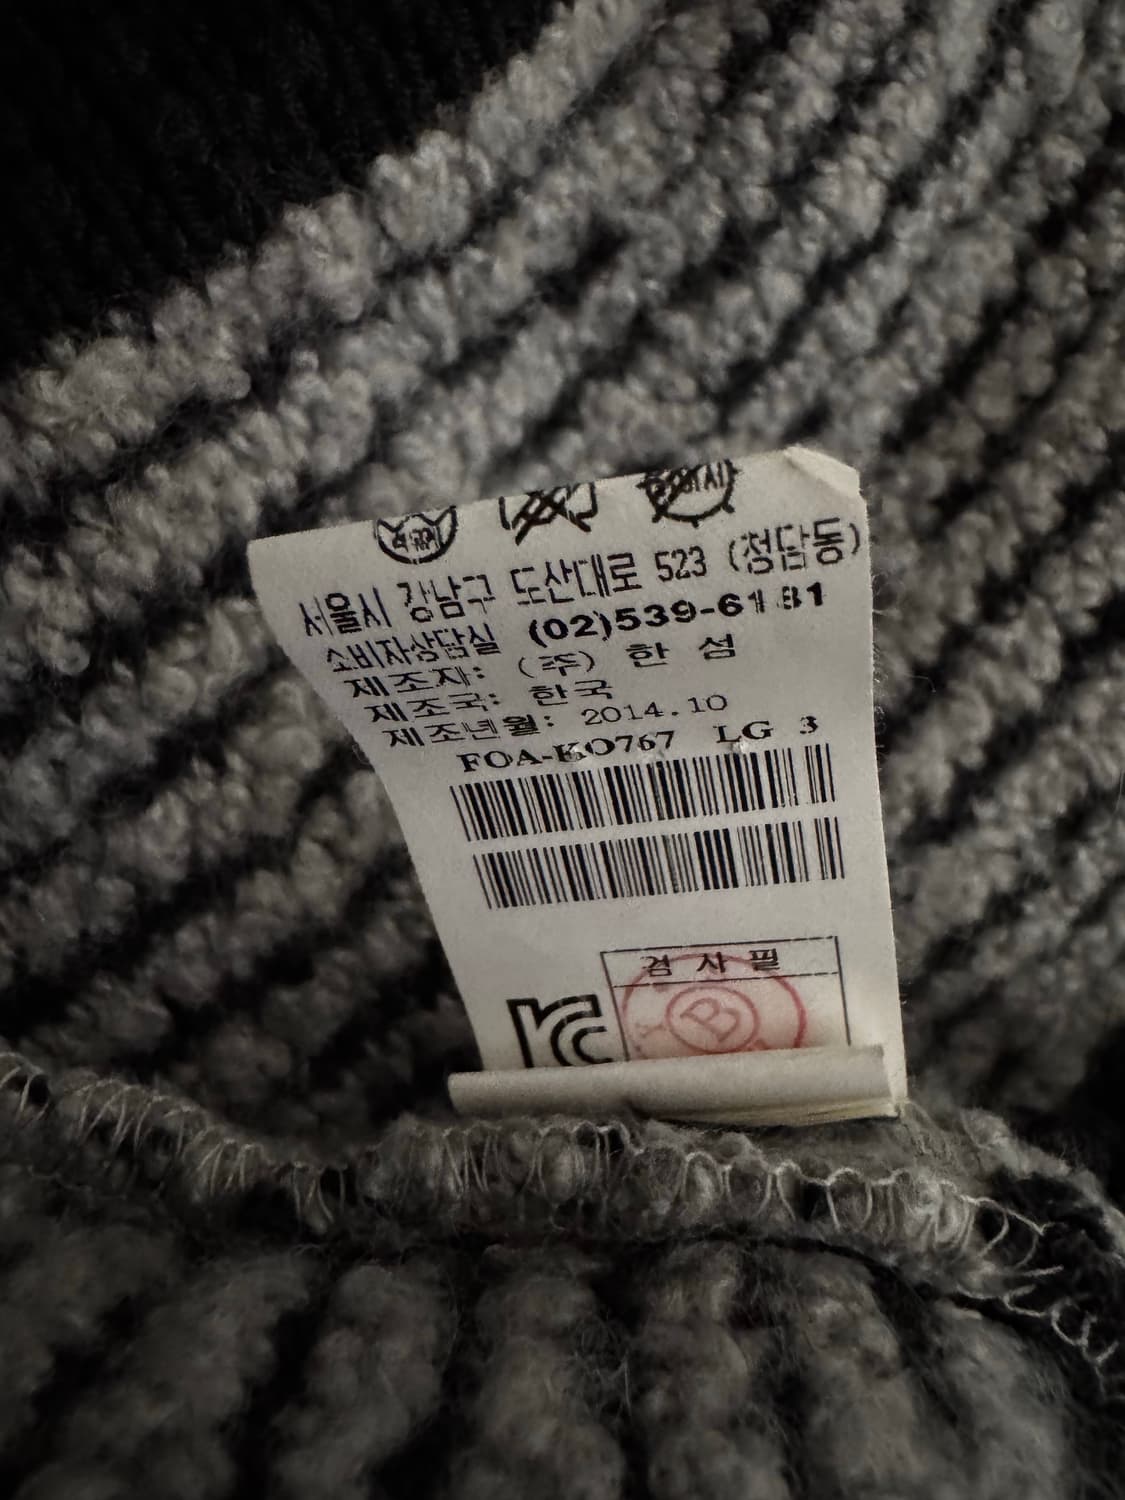 서울시 강남구 도산대로 523 (청담동)
소비자상담실 (02)539-6181
제조자: (주) 한 섬
제조국: 한국
제조년월: 2014.10
FOA-KO767 LG 3
검 사 필
B